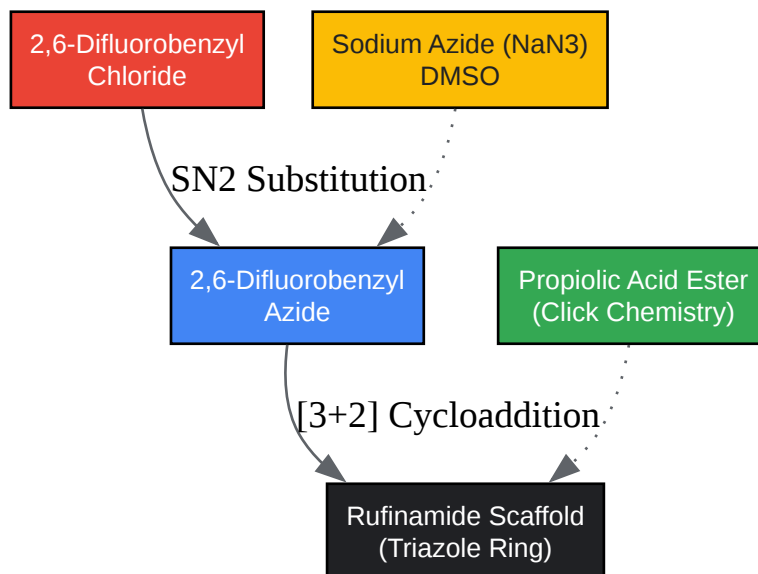 2,6-Difluorobenzyl
Chloride
Sodium Azide (NaN3)
DMSO
SN2 Substitution
2,6-Difluorobenzyl
Azide
Propiolic Acid Ester
(Click Chemistry)
[3+2] Cycloaddition
Rufinamide Scaffold
(Triazole Ring)